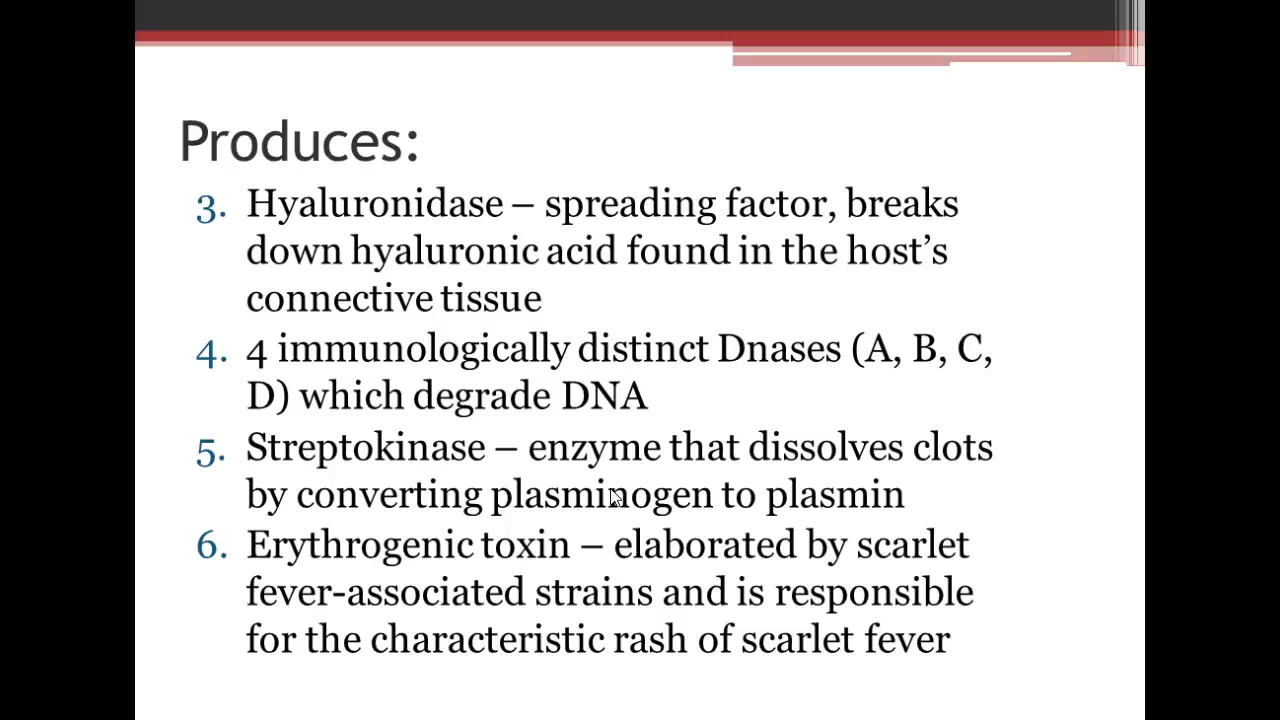 Produces:
3. Hyaluronidase – spreading factor, breaks
down hyaluronic acid found in the host’s
connective tissue
4. 4 immunologically distinct Dnases (A, B, C,
D) which degrade DNA
5. Streptokinase – enzyme that dissolves clots
by converting plasminogen to plasmin
6. Erythrogenic toxin – elaborated by scarlet
fever-associated strains and is responsible
for the characteristic rash of scarlet fever